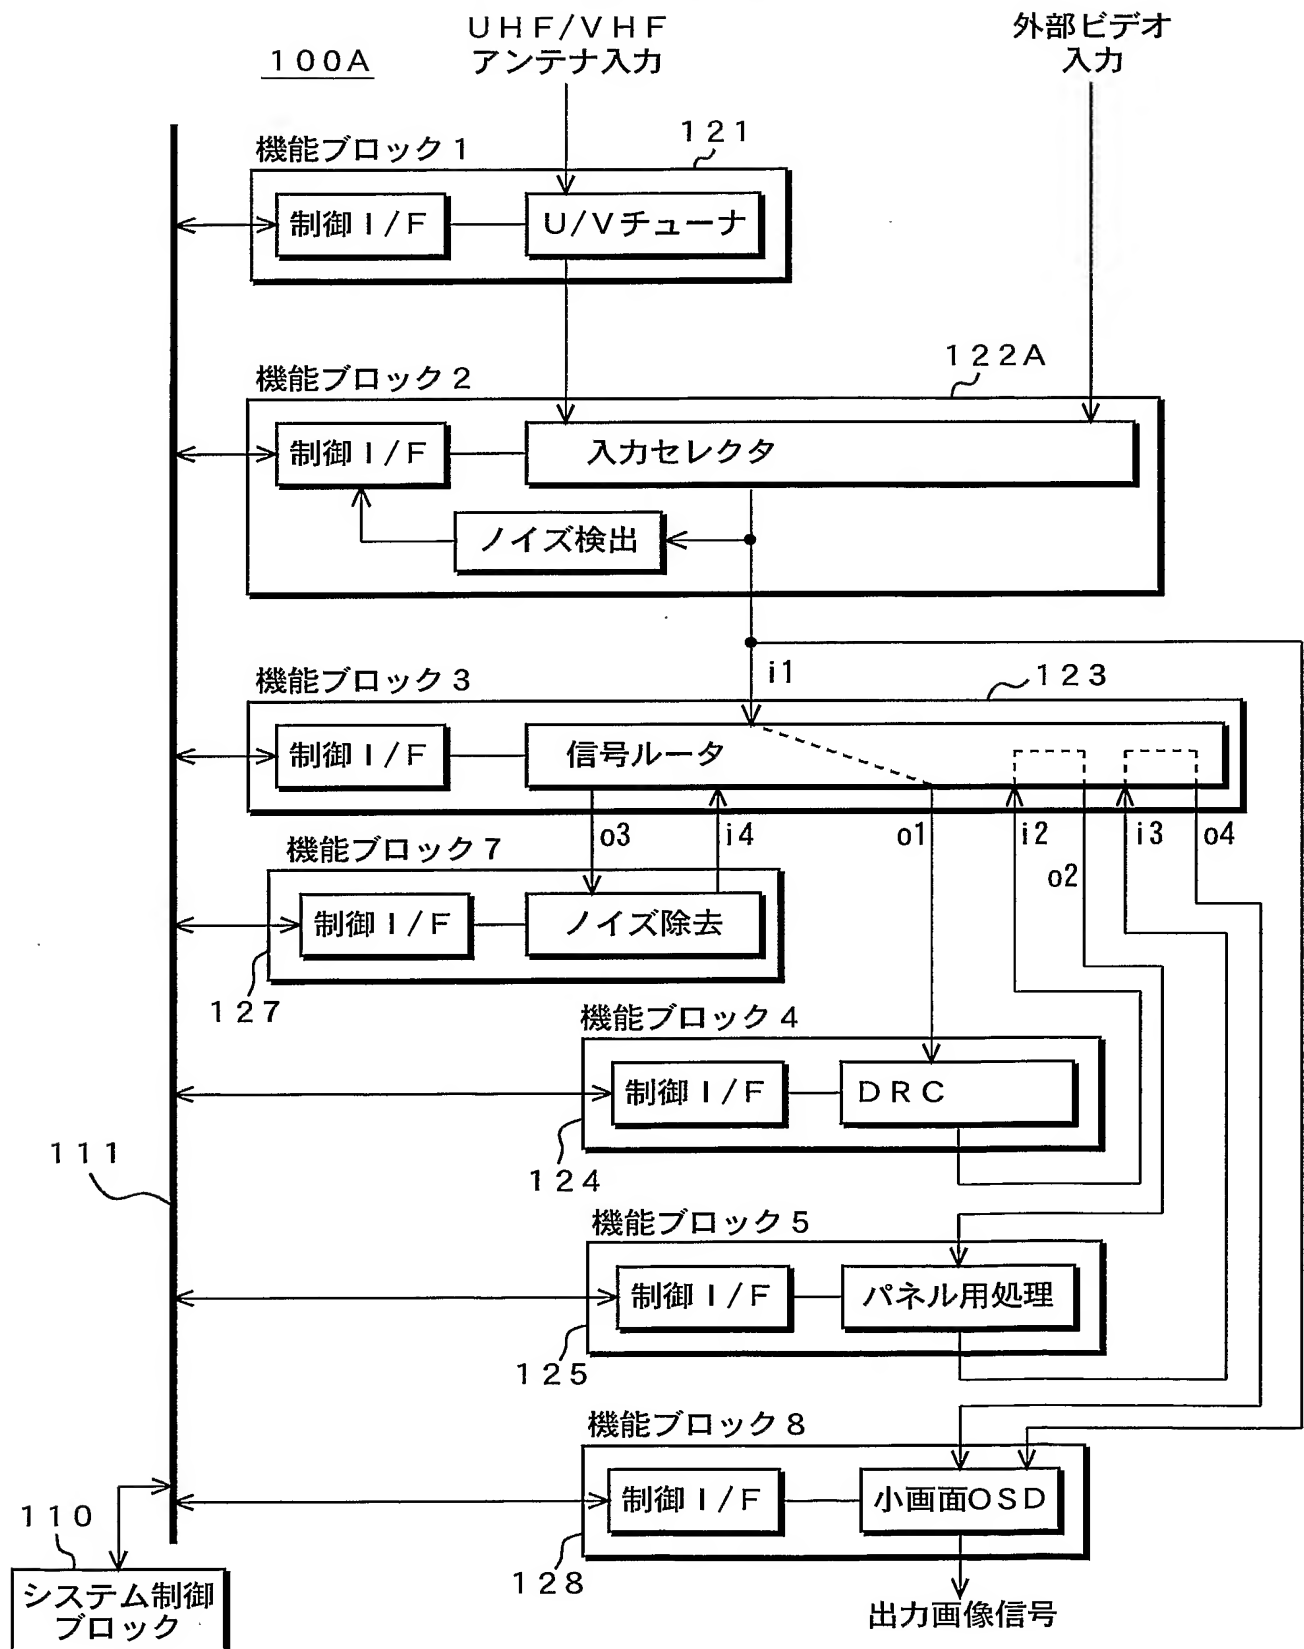 100A
UHF/VHF
アンテナ入力
外部ビデオ
入力
機能ブロック1
121
制御I/F
U/Vチューナ
機能ブロック2
122A
制御I/F
入力セレクタ
ノイズ検出
機能ブロック3
i1
123
制御I/F
信号ルータ
o3
i4
o1
i2
o2
i3
o4
機能ブロック7
制御I/F
ノイズ除去
127
機能ブロック4
制御I/F
DRC
124
111
機能ブロック5
制御I/F
パネル用処理
125
機能ブロック8
制御I/F
小画面OSD
128
110
システム制御
ブロック
出力画像信号